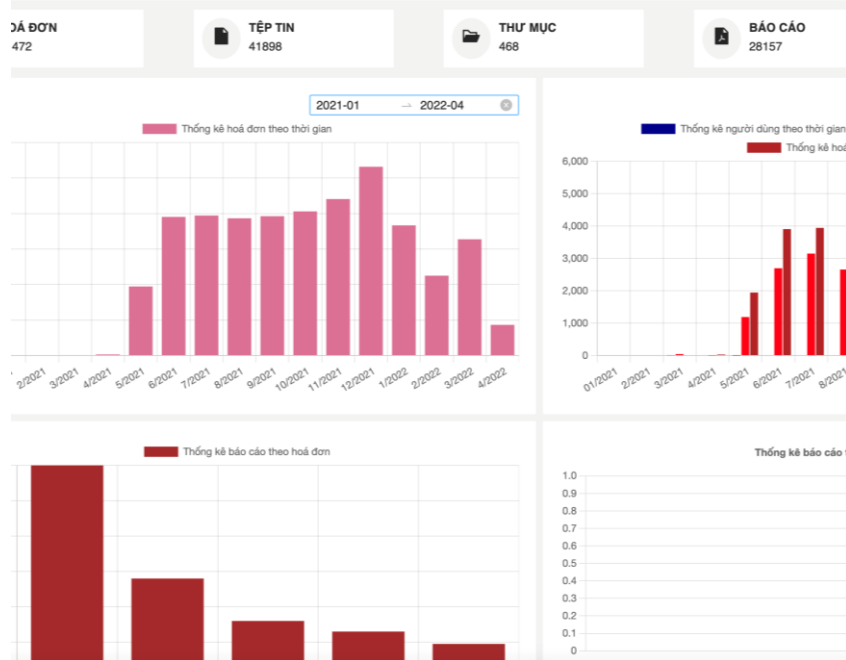 OÁ ĐƠN
472
TỆP TIN
41898
THƯ MỤC
468
BÁO CÁO
28157
2021-01 → 2022-04
Thống kê hoá đơn theo thời gian
2/2021 3/2021 4/2021 5/2021 6/2021 7/2021 8/2021 9/2021 10/2021 11/2021 12/2021 1/2022 2/2022 3/2022 4/2022
Thống kê người dùng theo thời gian
Thống kê hoá
6,000
5,000
4,000
3,000
2,000
1,000
0
01/2021 2/2021 3/2021 4/2021 5/2021 6/2021 7/2021 8/2021
Thống kê báo cáo theo hoá đơn
Thống kê báo cáo
1.0
0.9
0.8
0.7
0.6
0.5
0.4
0.3
0.2
0.1
0